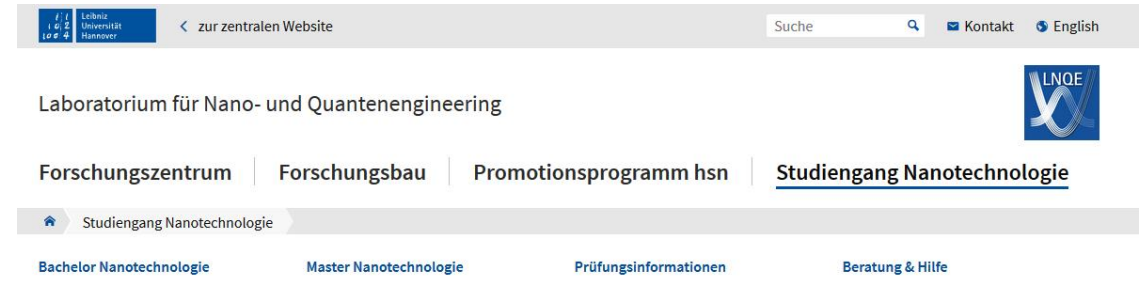 Leibniz
Universität
Hannover
zur zentralen Website
Suche
Kontakt
English
Laboratorium für Nano- und Quantenengineering
LNQE
Forschungszentrum
Forschungsbau
Promotionsprogramm hsn
Studiengang Nanotechnologie
Studiengang Nanotechnologie
Bachelor Nanotechnologie
Master Nanotechnologie
Prüfungsinformationen
Beratung & Hilfe